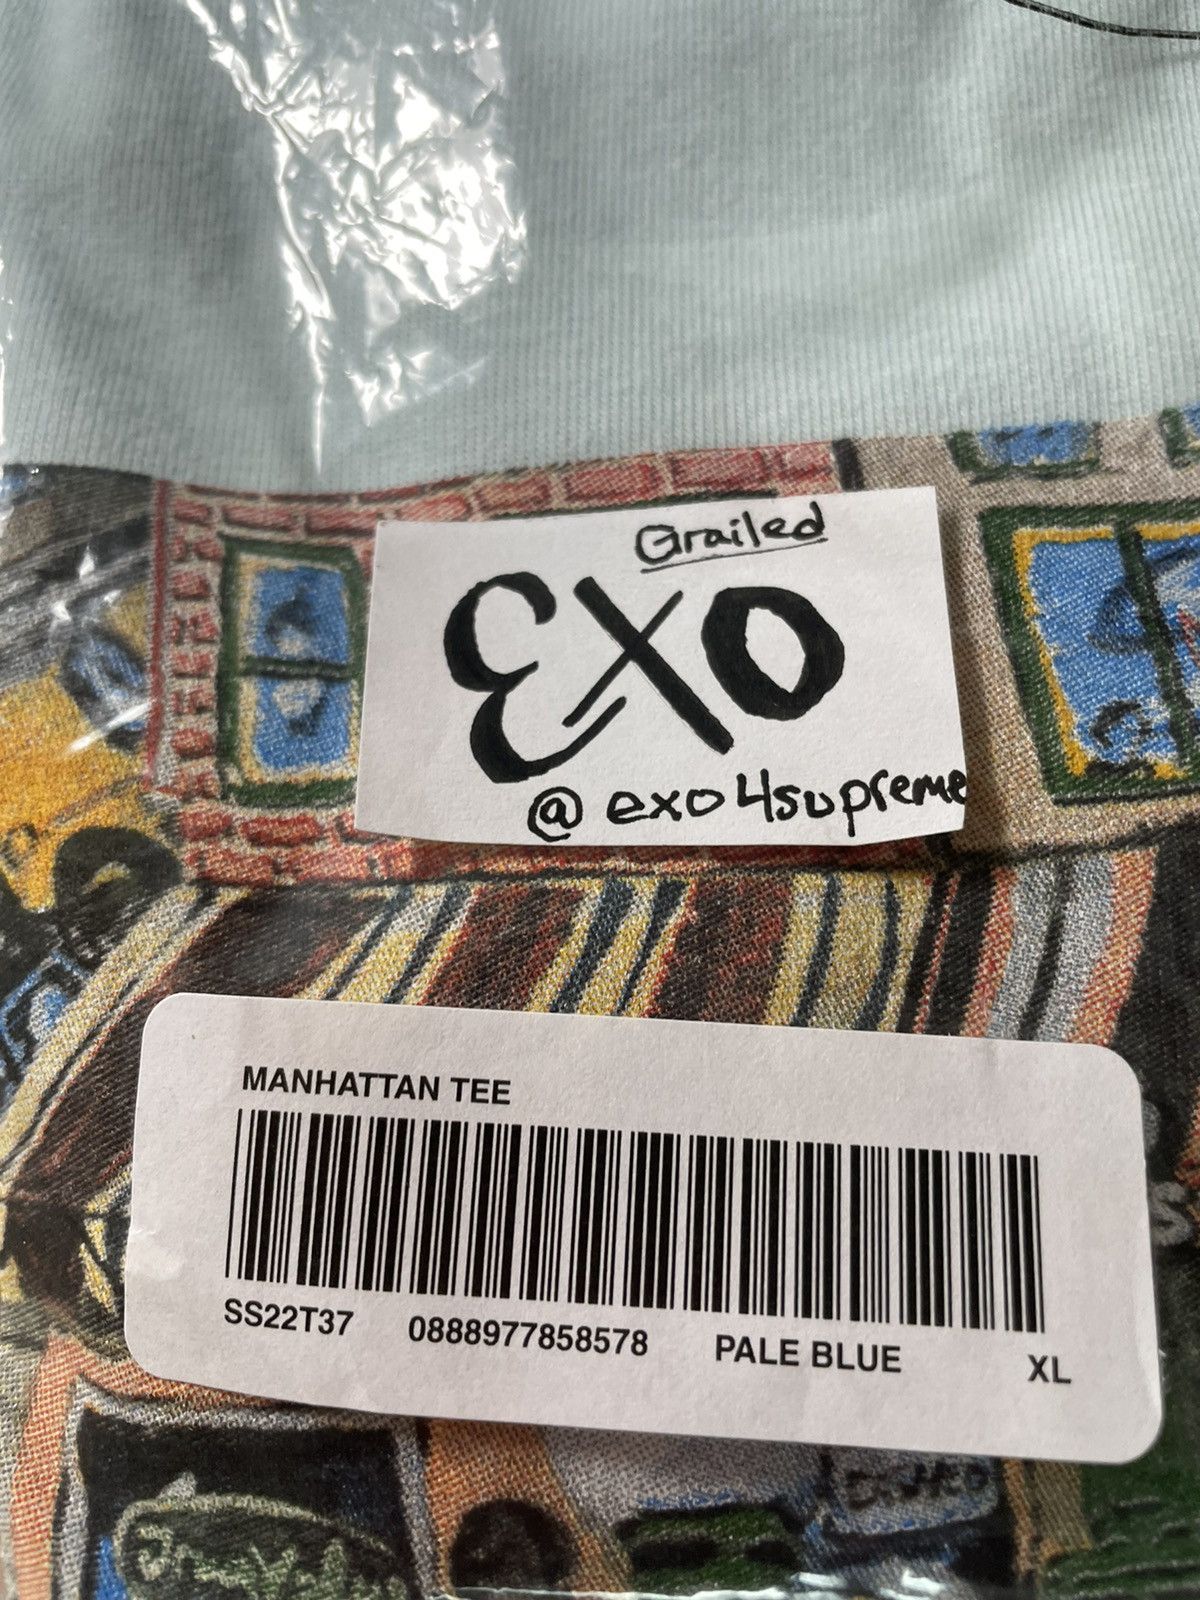 Grailed
EXO
@exo4supreme
MANHATTAN TEE
SS22T37 0888977858578 PALE BLUE XL